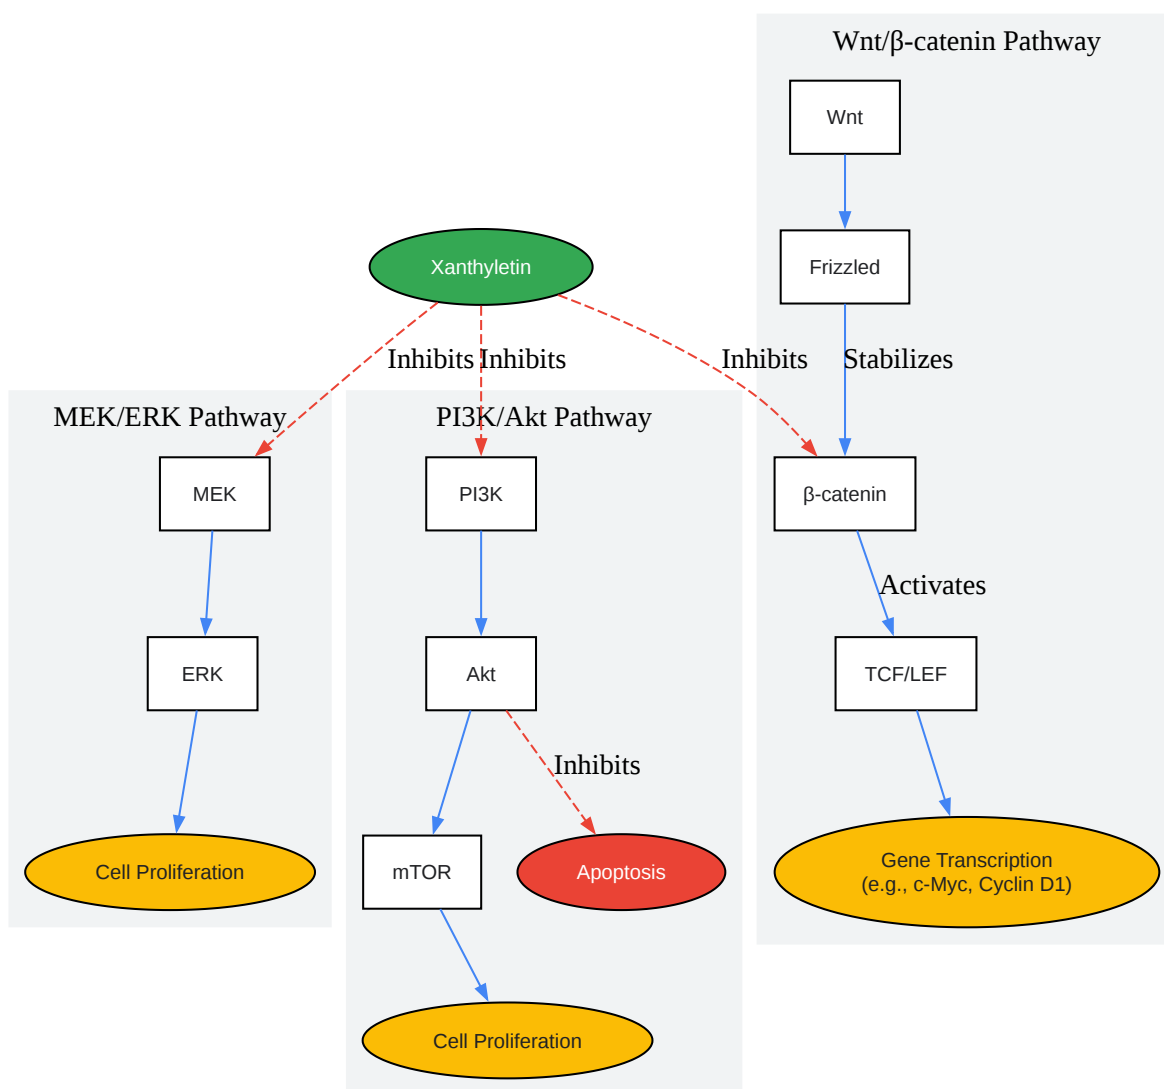 Wnt/β-catenin Pathway
Wnt
Frizzled
Xanthyletin
Inhibits
Inhibits
Inhibits
Stabilizes
MEK/ERK Pathway
PI3K/Akt Pathway
MEK
PI3K
β-catenin
Activates
ERK
Akt
TCF/LEF
Inhibits
Cell Proliferation
mTOR
Apoptosis
Gene Transcription
(e.g., c-Myc, Cyclin D1)
Cell Proliferation